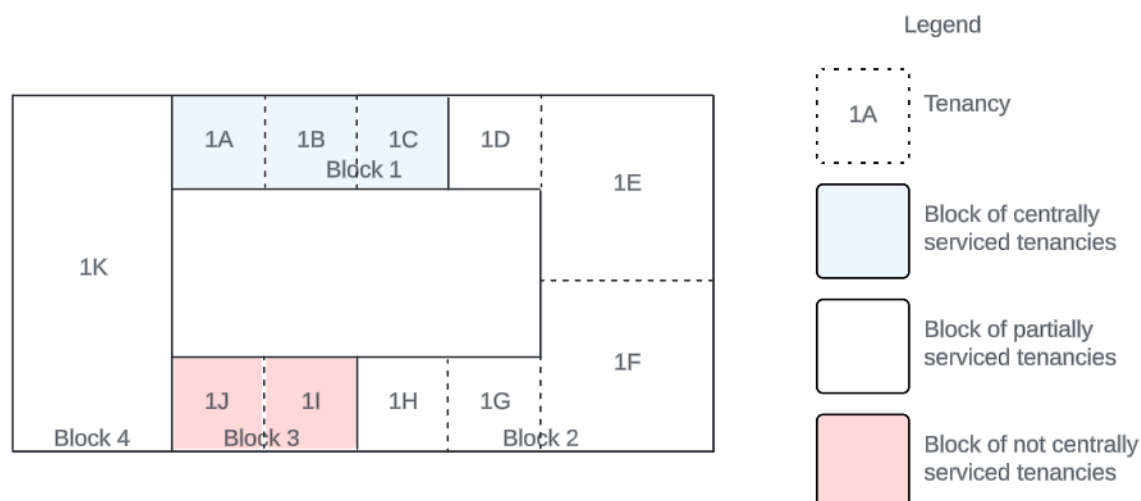 Legend
1A
Tenancy
Block of centrally
serviced tenancies
Block of partially
serviced tenancies
Block of not centrally
serviced tenancies
1A
1B
1C
1D
Block 1
1E
1K
1F
1J
1I
1H
1G
Block 4
Block 3
Block 2